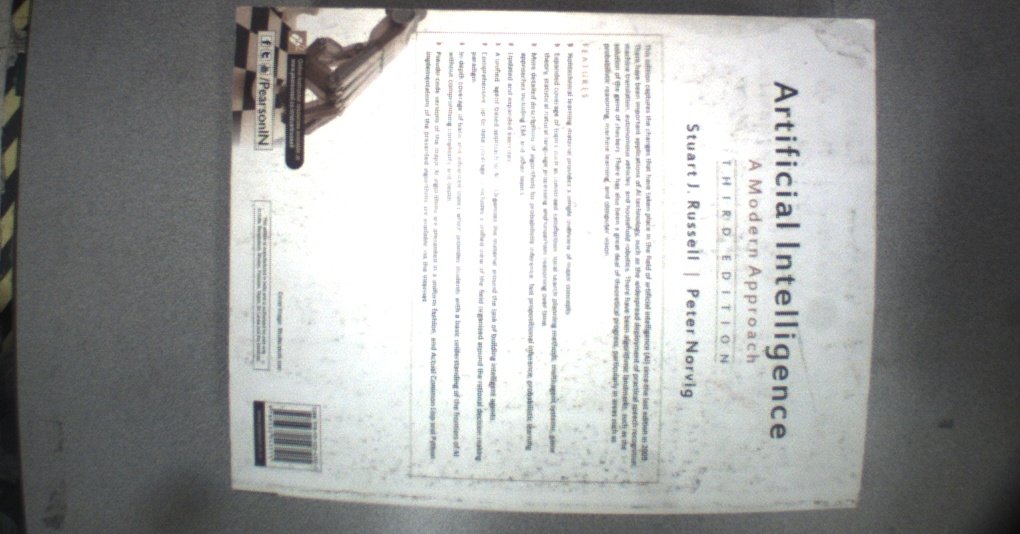 Artificial Intelligence
A Modern Approach
THIRD EDITION
Stuart J. Russell | Peter Norvig
This edition captures the changes that have taken place in the field of artificial intelligence (AI) since the last edition in
There have been important applications of AI technology, such as the widespread deployment of practical speech recognition,
machine translation, autonomous vehicles, and household robotics. There have been algorithmic landmarks, such as the
solution of the game of checkers. There has also been a great deal of theoretical progress, particularly in areas such as
probabilistic reasoning, machine learning, and computer vision.
FEATURES
Nontechnical learning material provides a simple overview of major concepts
Expanded coverage of topics such as constraint satisfaction, local search planning methods, multi-agent systems, game
theory, statistical natural language processing and uncertain reasoning over time.
More detailed descriptions of algorithms for probabilistic inference, fast propositional inference, probabilistic learning
approaches including EM, and other topics
Updated and expanded exercises
A unified, agent-based approach to AI Organizes the material around the task of building intelligent agents.
Comprehensive, up-to-date coverage includes a unified view of the field organized around the rational decision making
paradigm
In-depth coverage of basic and advanced topics which provides students with a basic understanding of the frontiers of AI
without compromising complexity and depth
Pseudo-code versions of the major AI algorithms are presented in a uniform fashion, and Actual Common Lisp and Python
implementations of the presented algorithms are available via the Internet
/PearsonIN
Cover Image: